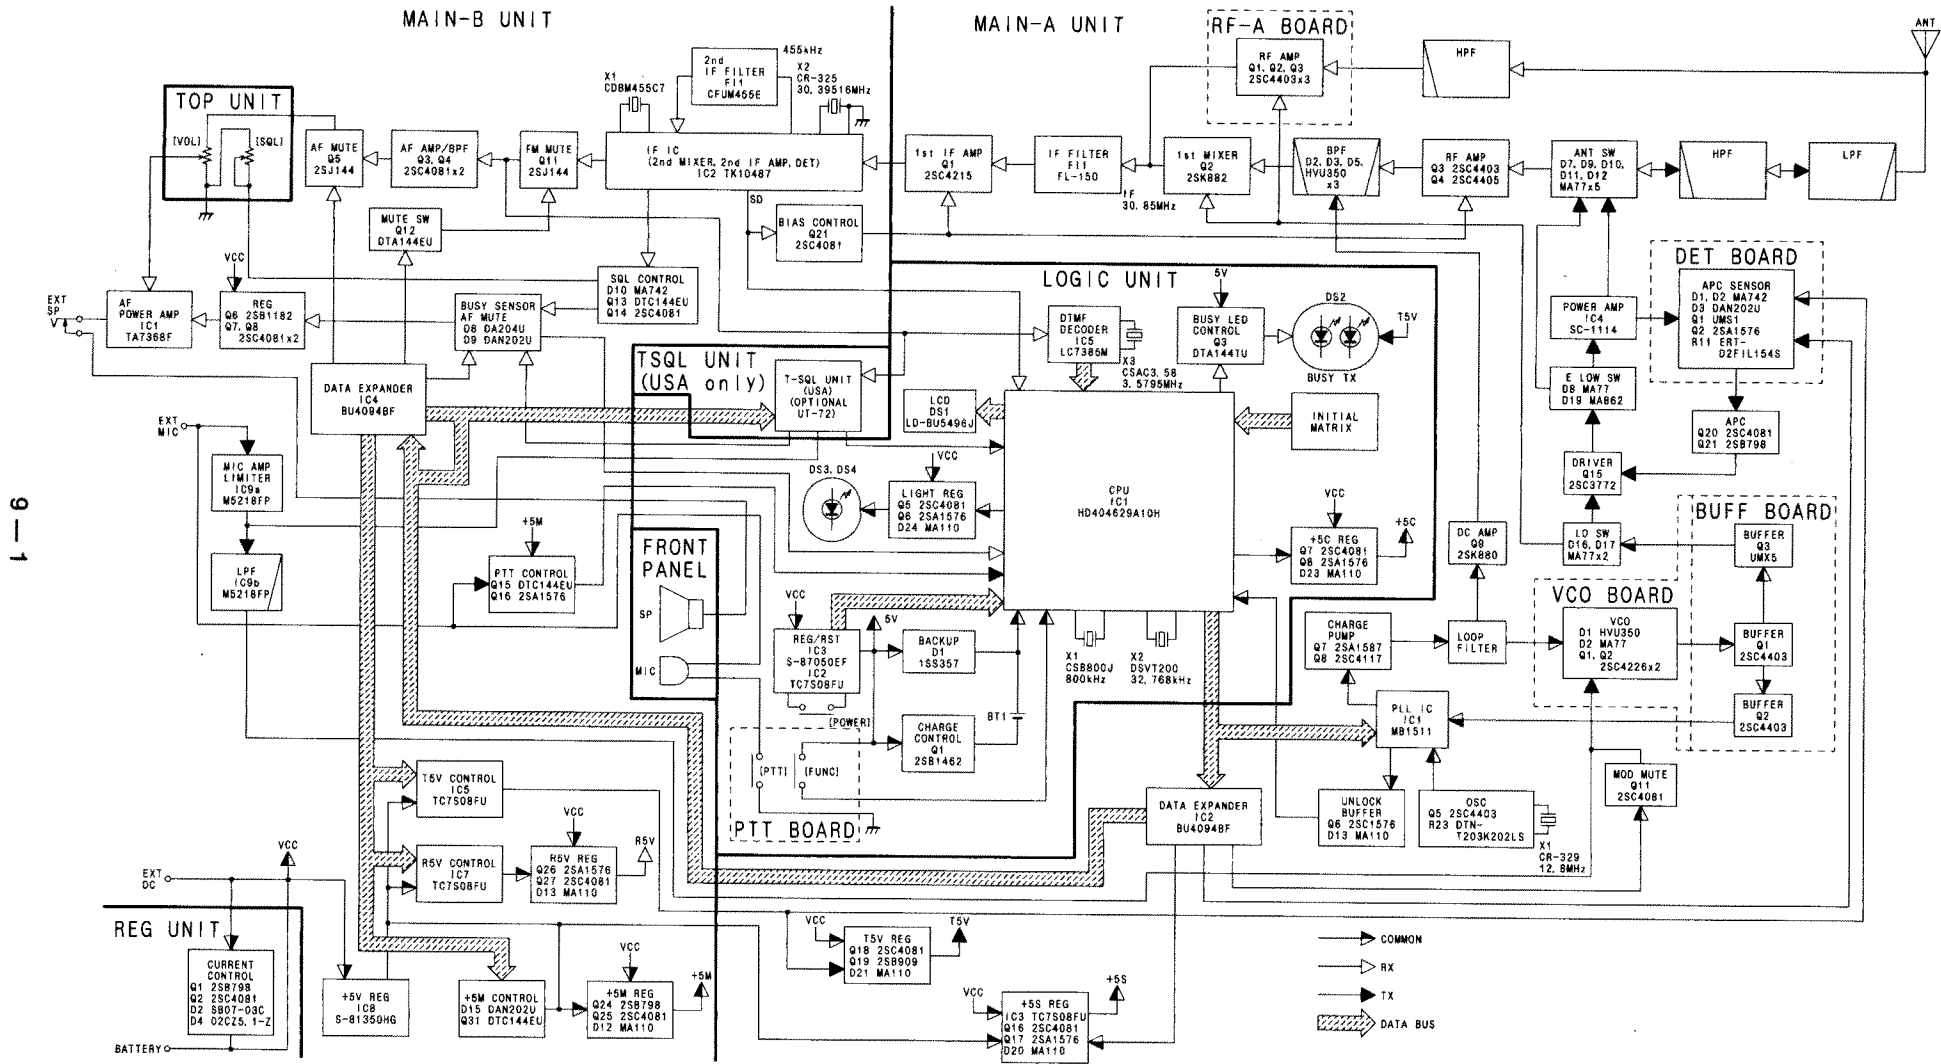 MAIN-B UNIT
MAIN-A UNIT
RF-A BOARD
RF AMP
Q1, Q2, Q3
2SC4403x3
HPF
ANT
TOP UNIT
[VOL]
[SQL]
AF MUTE
Q5
2SJ144
AF AMP/BPF
Q3, Q4
2SC4081x2
FM MUTE
Q11
2SJ144
X1
CDBM455C7
2nd
IF FILTER
FI1
CFUM455E
455kHz
X2
CR-325
30.39516MHz
IF IC
(2nd MIXER, 2nd IF AMP, DET)
IC2 TK10487
1st IF AMP
Q1
2SC4215
IF FILTER
FI1
FL-150
IF
30.85MHz
1st MIXER
Q2
2SK882
BPF
D2, D3, D5,
HVU350
x3
RF AMP
Q3 2SC4403
Q4 2SC4405
ANT SW
D7, D9, D10,
D11, D12
MA77x5
HPF
LPF
MUTE SW
Q12
DTA144EU
SD
BIAS CONTROL
Q21
2SC4081
VCC
EXT
SP
AF
POWER AMP
IC1
TA7368F
REG
Q6 2SB1182
Q7, Q8
2SC4081x2
BUSY SENSOR
AF MUTE
D8 DA204U
D9 DAN202U
SQL CONTROL
D10 MA742
Q13 DTC144EU
Q14 2SC4081
LOGIC UNIT
5V
DTMF
DECODER
IC5
LC7385M
X3
CSAC3.58
3.5795MHz
BUSY LED
CONTROL
Q3
DTA144TU
DS2
BUSY TX
T5V
POWER AMP
IC4
SC-1114
DET BOARD
APC SENSOR
D1, D2 MA742
D3 DAN202U
Q1 UMS1
Q2 2SA1576
R11 ERT-
D2FIL154S
TSQL UNIT
(USA only)
T-SQL UNIT
(USA)
(OPTIONAL
UT-72)
DATA EXPANDER
IC4
BU4094BF
LCD
DS1
LD-BU5496J
INITIAL
MATRIX
E LOW SW
D8 MA77
D19 MA862
APC
Q20 2SC4081
Q21 2SB798
EXT
MIC
MIC AMP
LIMITER
IC9a
M5218FP
DS3, DS4
VCC
LIGHT REG
Q5 2SC4081
Q6 2SA1576
D24 MA110
CPU
IC1
HD404629A10H
VCC
+5C
+5C REG
Q7 2SC4081
Q8 2SA1576
D23 MA110
DRIVER
Q15
2SC3772
DC AMP
Q9
2SK880
LO SW
D16, D17
MA77x2
BUFF BOARD
BUFFER
Q3
UMX5
9-1
LPF
IC9b
M5218FP
+5M
PTT CONTROL
Q15 DTC144EU
Q16 2SA1576
FRONT
PANEL
SP
MIC
VCC
REG/RST
IC3
S-87050EF
IC2
TC7S08FU
[POWER]
5V
BACKUP
D1
1SS357
CHARGE
CONTROL
Q1
2SB1462
BT1
X1
CSB800J
800kHz
X2
DSVT200
32.768kHz
CHARGE
PUMP
Q7 2SA1587
Q8 2SC4117
LOOP
FILTER
VCO BOARD
VCO
D1 HVU350
D2 MA77
Q1, Q2
2SC4226x2
BUFFER
Q1
2SC4403
BUFFER
Q2
2SC4403
PLL IC
IC1
MB1511
[PTT]
[FUNC]
PTT BOARD
T5V CONTROL
IC5
TC7S08FU
R5V CONTROL
IC7
TC7S08FU
VCC
R5V REG
Q26 2SA1576
Q27 2SC4081
D13 MA110
R5V
DATA EXPANDER
IC2
BU4094BF
UNLOCK
BUFFER
Q6 2SC1576
D13 MA110
OSC
Q5 2SC4403
R23 DTN-
T203K202LS
X1
CR-329
12.8MHz
MOD MUTE
Q11
2SC4081
VCC
EXT
DC
REG UNIT
CURRENT
CONTROL
Q1 2SB798
Q2 2SC4081
D2 SB07-03C
D4 02CZ5.1-Z
BATTERY
+5V REG
IC8
S-81350HG
+5M CONTROL
D15 DAN202U
Q31 DTC144EU
VCC
+5M REG
Q24 2SB798
Q25 2SC4081
D12 MA110
+5M
VCC
T5V REG
Q18 2SC4081
Q19 2SB909
D21 MA110
T5V
VCC
+5S REG
IC3 TC7S08FU
Q16 2SC4081
Q17 2SA1576
D20 MA110
+5S
COMMON
RX
TX
DATA BUS